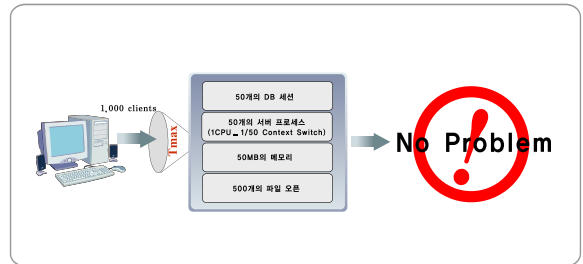 1,000 clients
Tmax
50개의 DB 세션
50개의 서버 프로세스
(1CPU_ 1/50 Context Switch)
50MB의 메모리
500개의 파일 오픈
No Problem